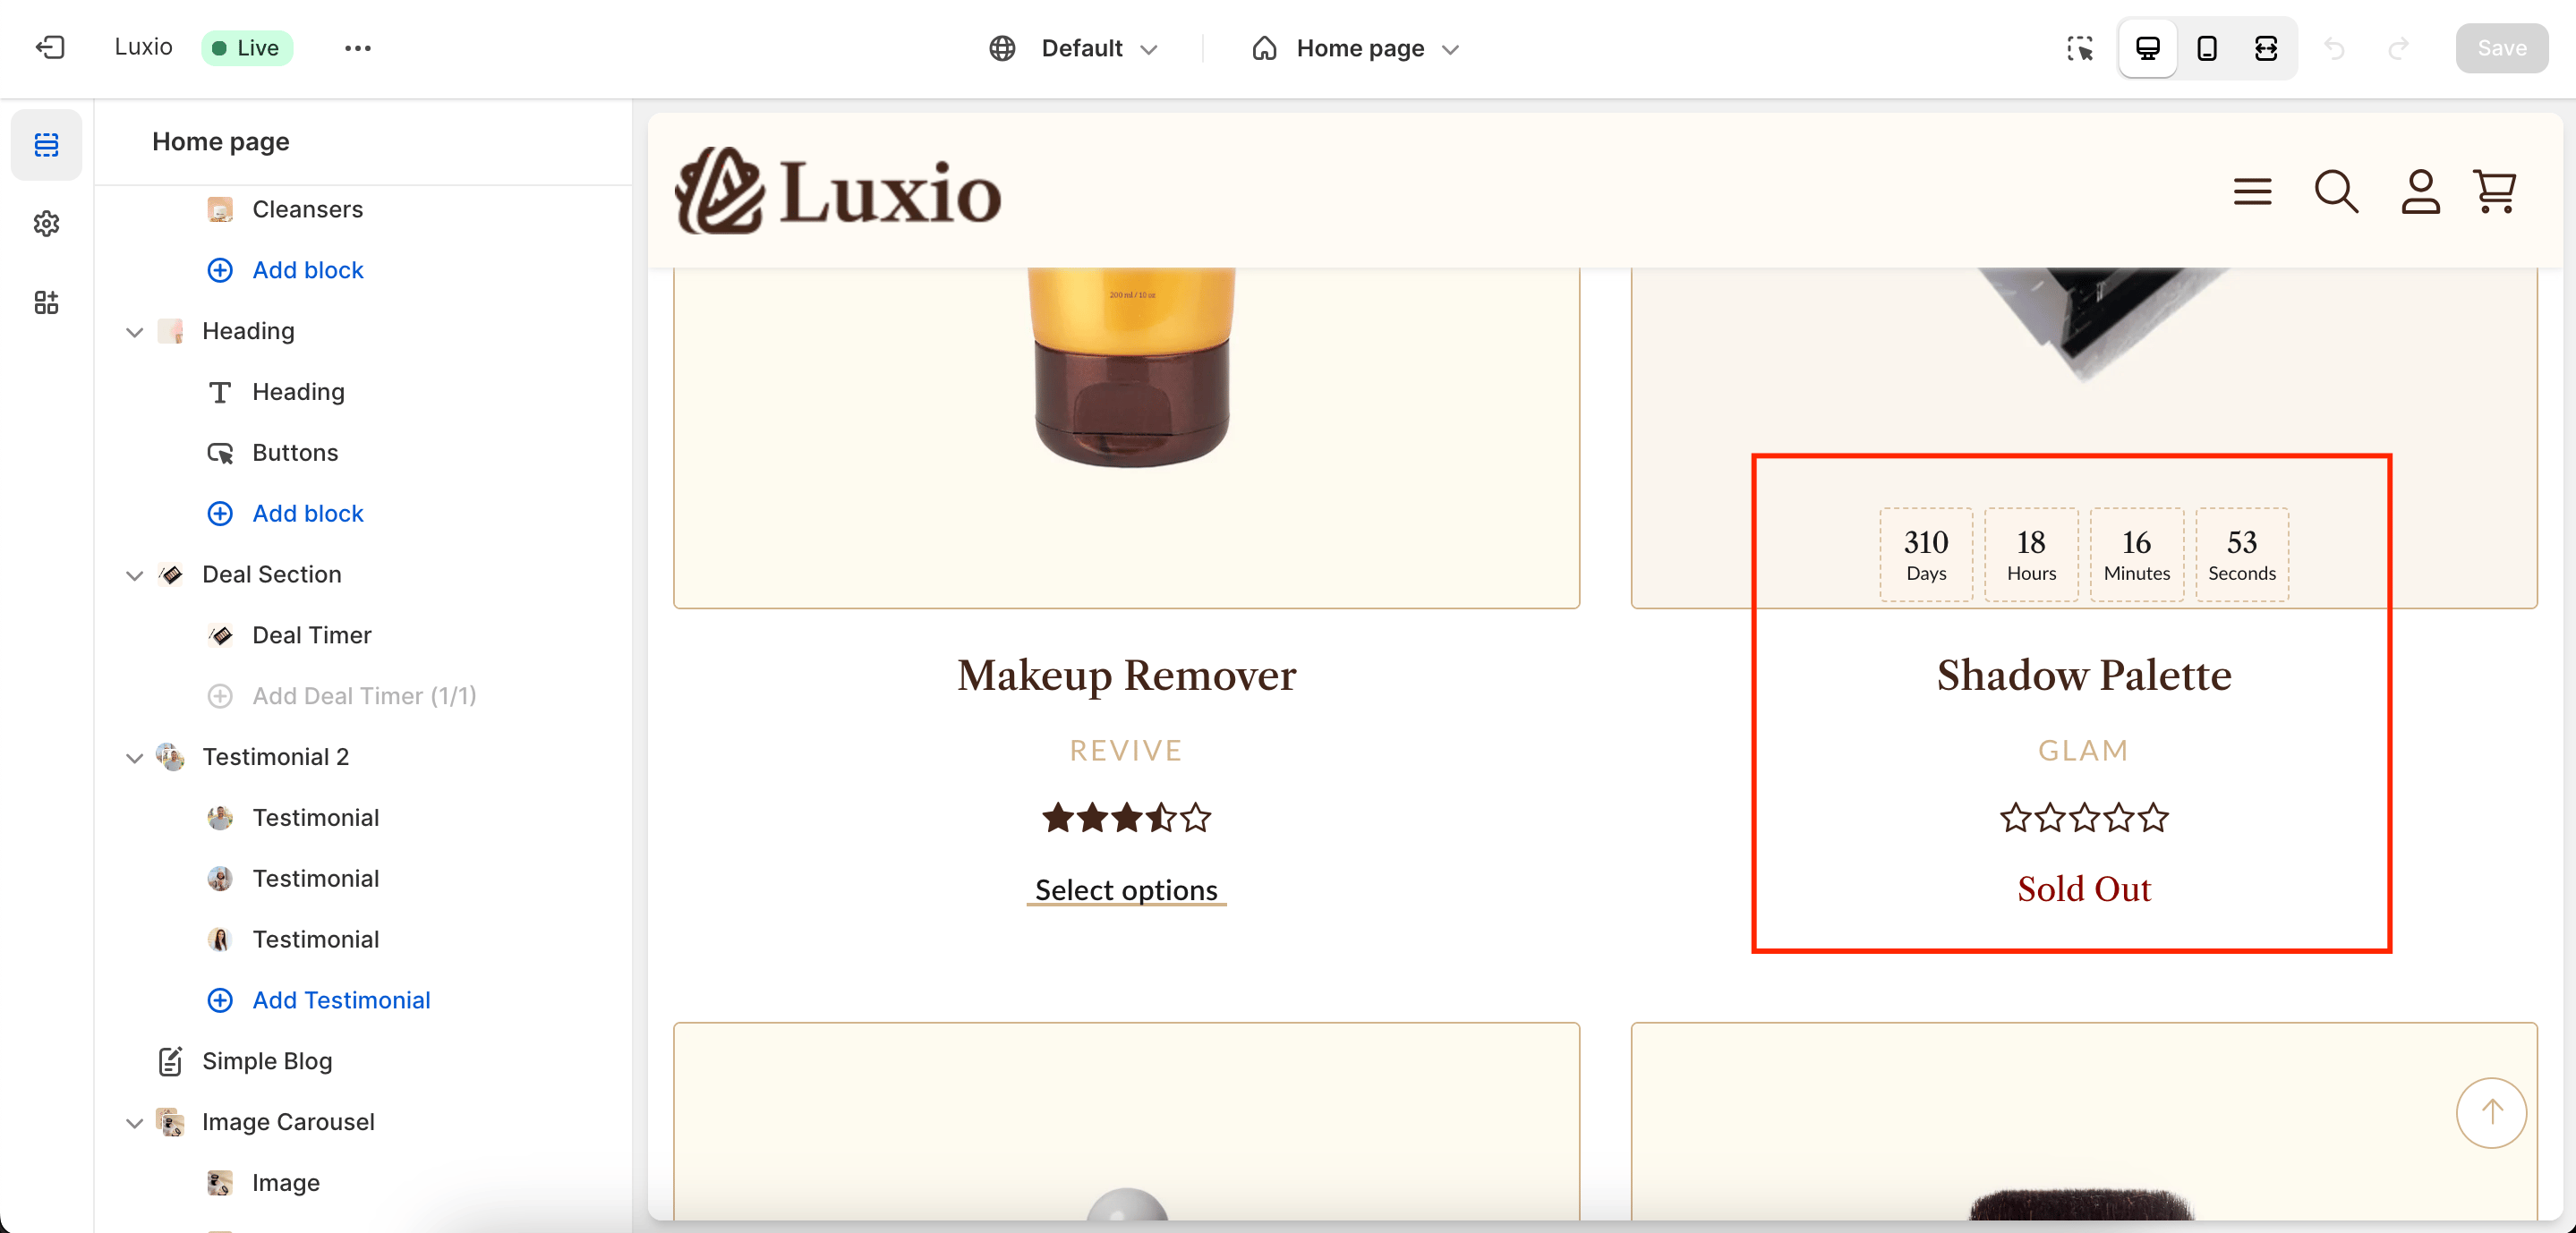 Luxio
Live
Default
Home page
Save
Home page
Cleansers
Add block
Heading
Heading
Buttons
Add block
Deal Section
Deal Timer
Add Deal Timer (1/1)
Testimonial 2
Testimonial
Testimonial
Testimonial
Add Testimonial
Simple Blog
Image Carousel
Image
Luxio
200 ml / 10 oz
310 18 16 53
Days Hours Minutes Seconds
Makeup Remover
REVIVE
Select options
Shadow Palette
GLAM
Sold Out